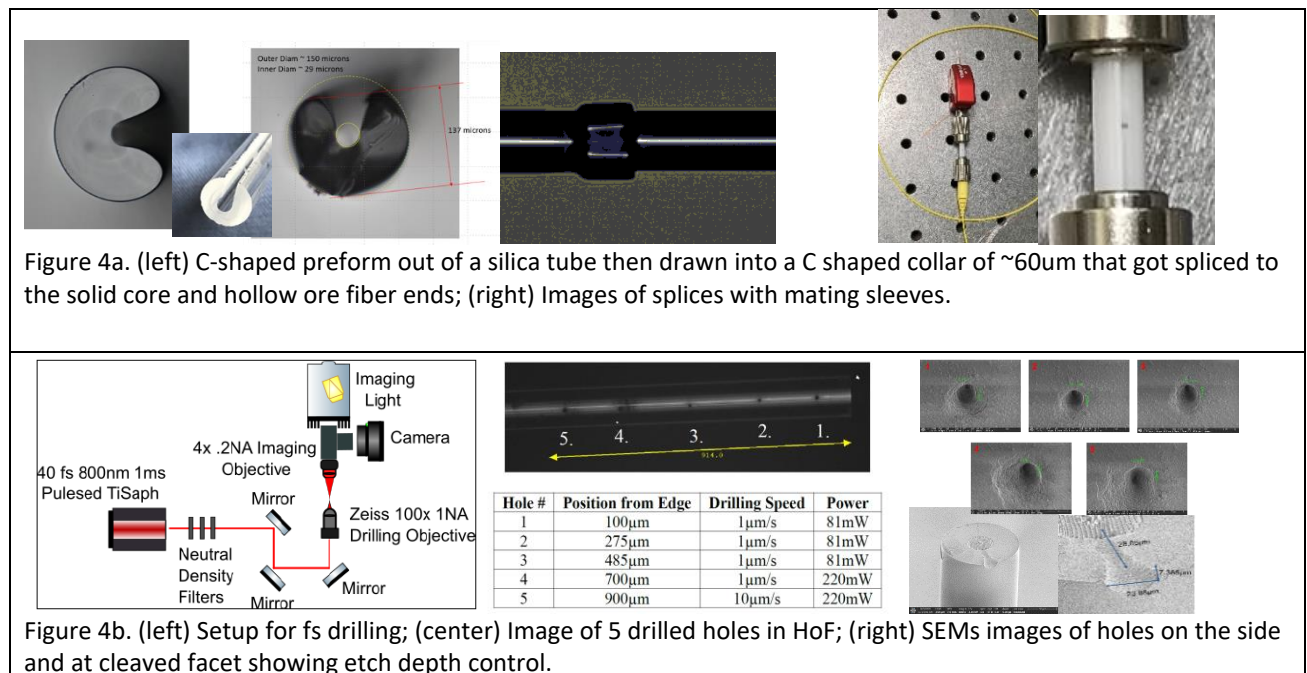 Outer Diam ~ 150 microns
Inner Diam ~ 29 microns
137 microns
Figure 4a. (left) C-shaped preform out of a silica tube then drawn into a C shaped collar of ~60um that got spliced to
the solid core and hollow ore fiber ends; (right) Images of splices with mating sleeves.
Imaging
Light
4x .2NA Imaging
Objective
Camera
40 fs 800nm 1ms
Pulesed TiSaph
Mirror
Zeiss 100x 1NA
Drilling Objective
Neutral
Density
Filters
Mirror
Mirror
5. 4. 3. 2. 1.
914.0
Hole # Position from Edge Drilling Speed Power
1 100µm 1µm/s 81mW
2 275µm 1µm/s 81mW
3 485µm 1µm/s 81mW
4 700µm 1µm/s 220mW
5 900µm 10µm/s 220mW
1 2 3
Figure 4b. (left) Setup for fs drilling; (center) Image of 5 drilled holes in HoF; (right) SEMs images of holes on the side
and at cleaved facet showing etch depth control.